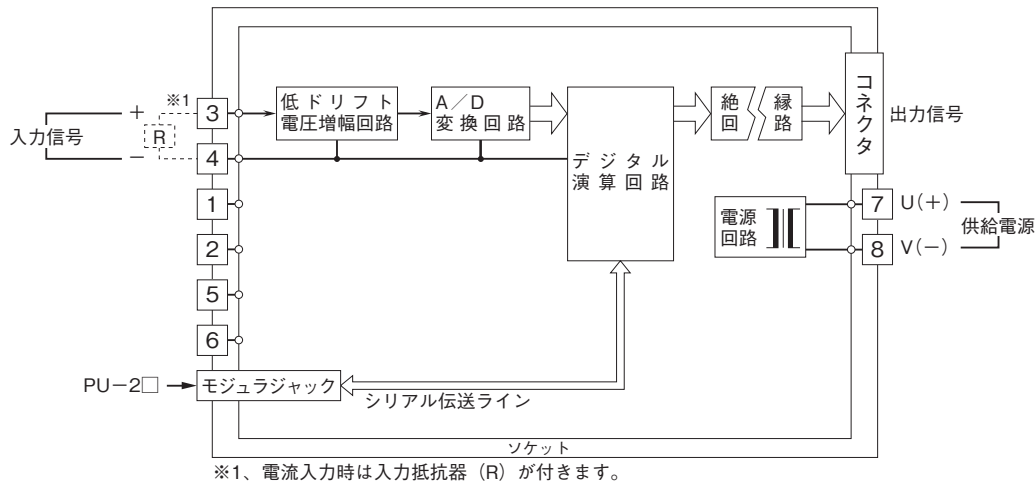 ※1
入力信号
+
R
−
3
4
1
2
5
6
低ドリフト
電圧増幅回路
A／D
変換回路
デジタル
演算回路
絶縁
回路
コネクタ
出力信号
電源
回路
7
8
U(+)
V(−)
供給電源
PU−2□
モジュラジャック
シリアル伝送ライン
ソケット
※1、電流入力時は入力抵抗器（R）が付きます。